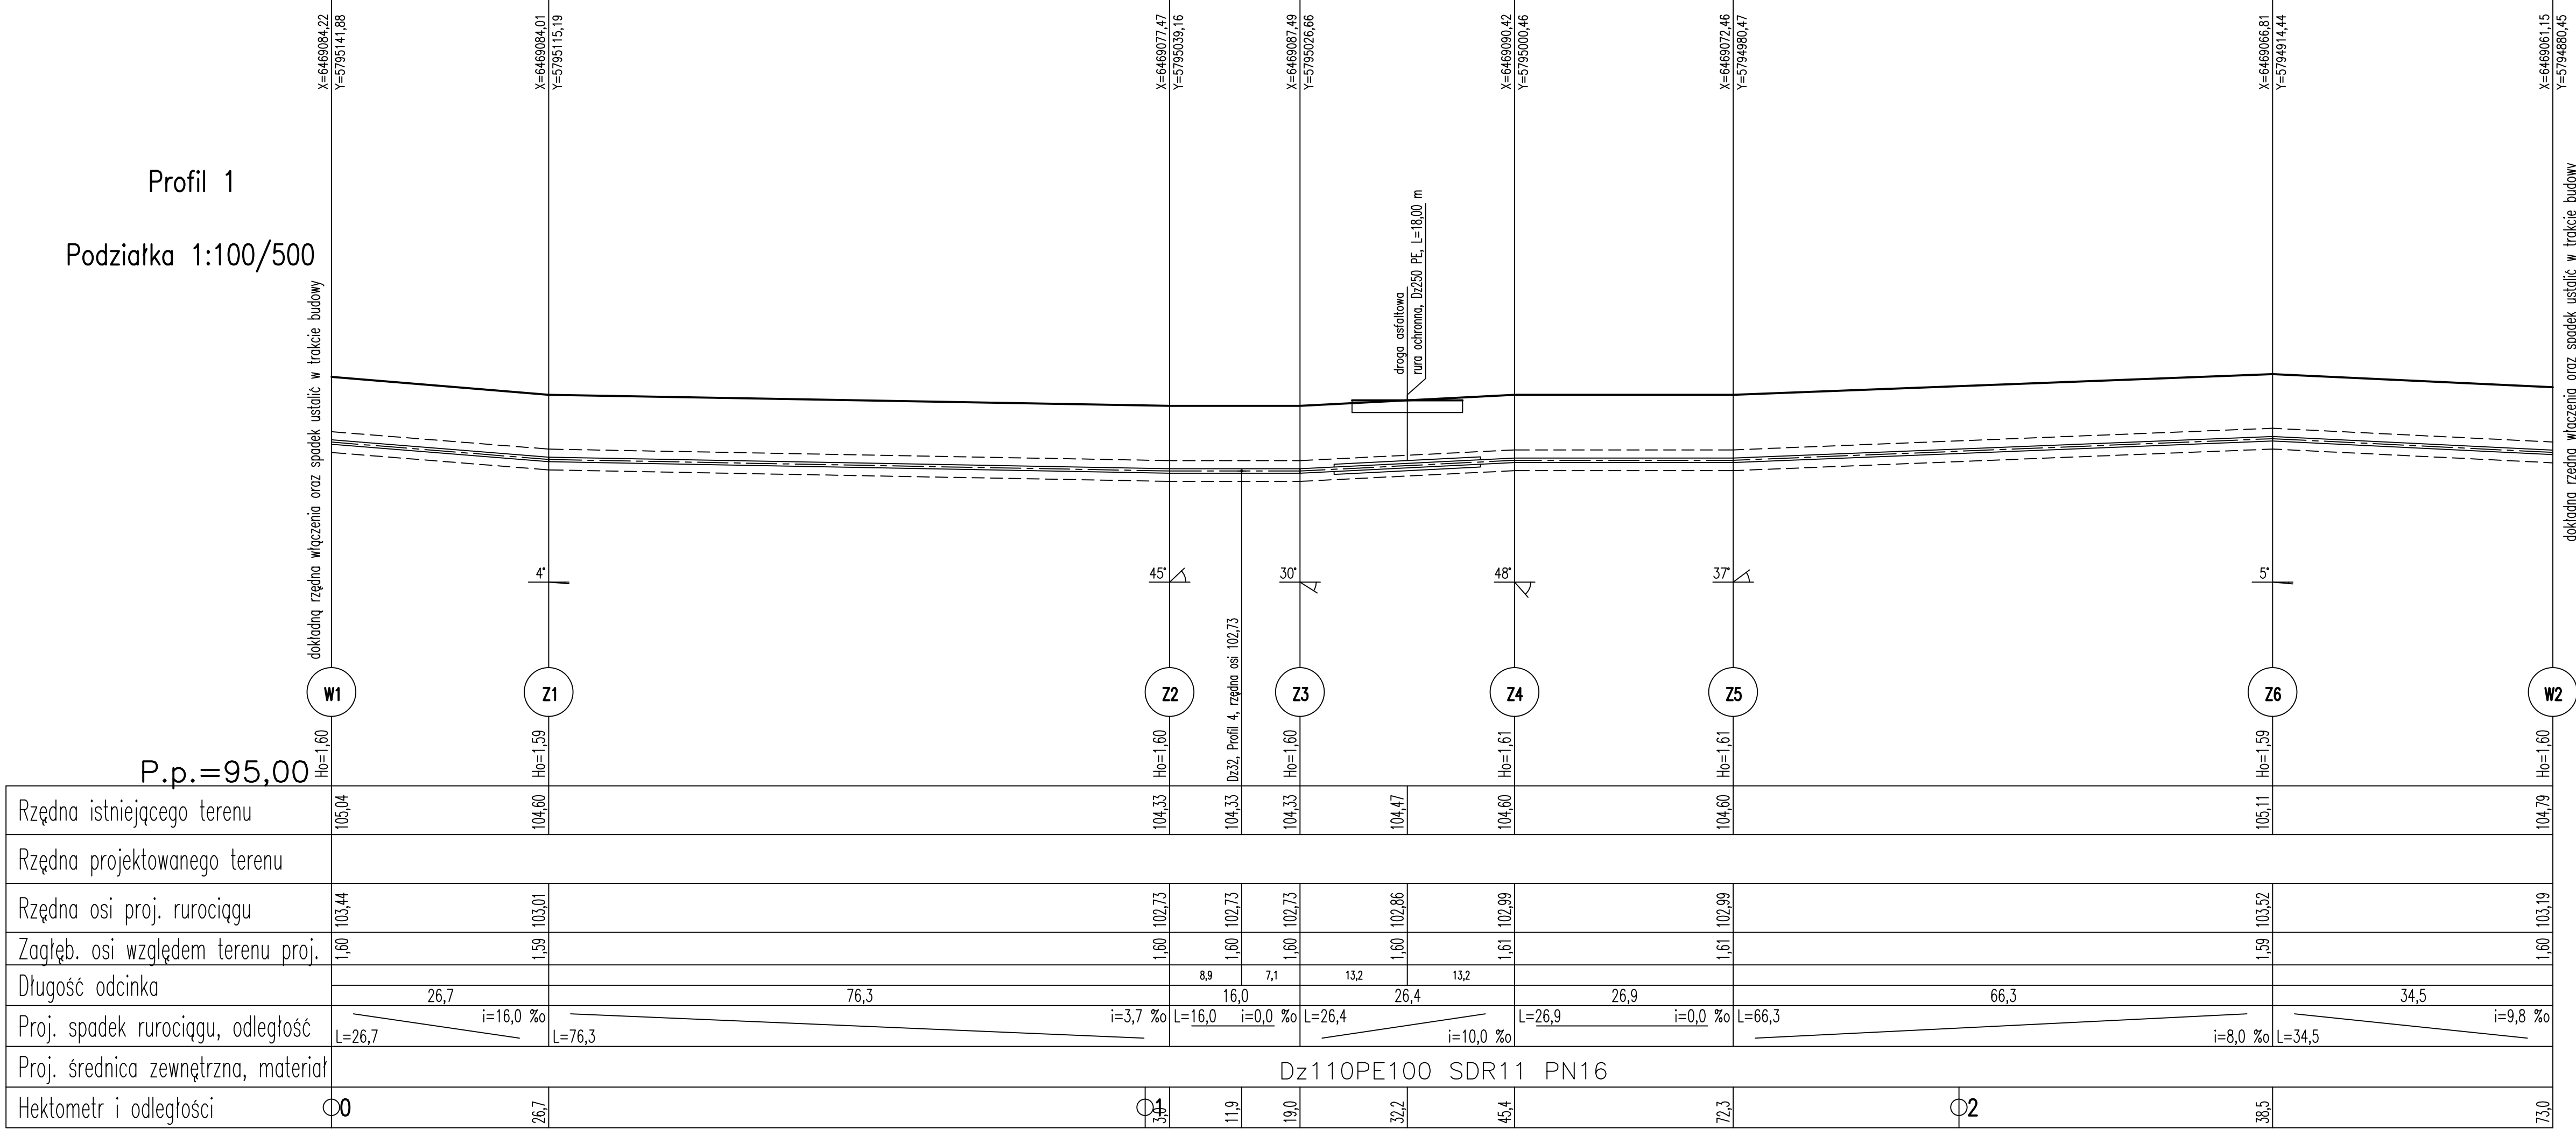 X=6469084,22
Y=5795141,88
X=6469084,01
Y=5795115,19
X=6469077,47
Y=5795039,16
X=6469087,49
Y=5795026,66
X=6469090,42
Y=5795000,46
X=6469072,46
Y=5794980,47
X=6469066,81
Y=5794914,44
X=6469061,15
Y=5794880,45
Profil 1
Podziałka 1:100/500
dokładną rzędną włączenia oraz spadek ustalić w trakcie budowy
droga asfaltowa
rura ochronna, Dz250 PE, L=18,00 m
dokładną rzędną włączenia oraz spadek ustalić w trakcie budowy
4° 45° 30° 48° 37° 5°
Dz32, Profil 4, rzędna osi 102,73
W1 Z1 Z2 Z3 Z4 Z5 Z6 W2
P.p.=95,00
Ho=1,60 Ho=1,59 Ho=1,60 Ho=1,60 Ho=1,61 Ho=1,61 Ho=1,59 Ho=1,60
Rzędna istniejącego terenu 105,04 104,60 104,33 104,33 104,33 104,47 104,60 104,60 105,11 104,79
Rzędna projektowanego terenu
Rzędna osi proj. rurociągu 103,44 103,01 102,73 102,73 102,73 102,86 102,99 102,99 103,52 103,19
Zagłęb. osi względem terenu proj. 1,60 1,59 1,60 1,60 1,60 1,60 1,61 1,61 1,59 1,60
8,9 7,1 13,2 13,2
Długość odcinka 26,7 76,3 16,0 26,4 26,9 66,3 34,5
Proj. spadek rurociągu, odległość
i=16,0 ‰ i=3,7 ‰ L=16,0 i=0,0 ‰ L=26,4 L=26,9 i=0,0 ‰ L=66,3 i=9,8 ‰
L=26,7 L=76,3 i=10,0 ‰ i=8,0 ‰ L=34,5
Proj. średnica zewnętrzna, materiał Dz110PE100 SDR11 PN16
Hektometr i odległości 0 26,7 1 3,0 11,9 19,0 32,2 45,4 72,3 2 38,5 73,0